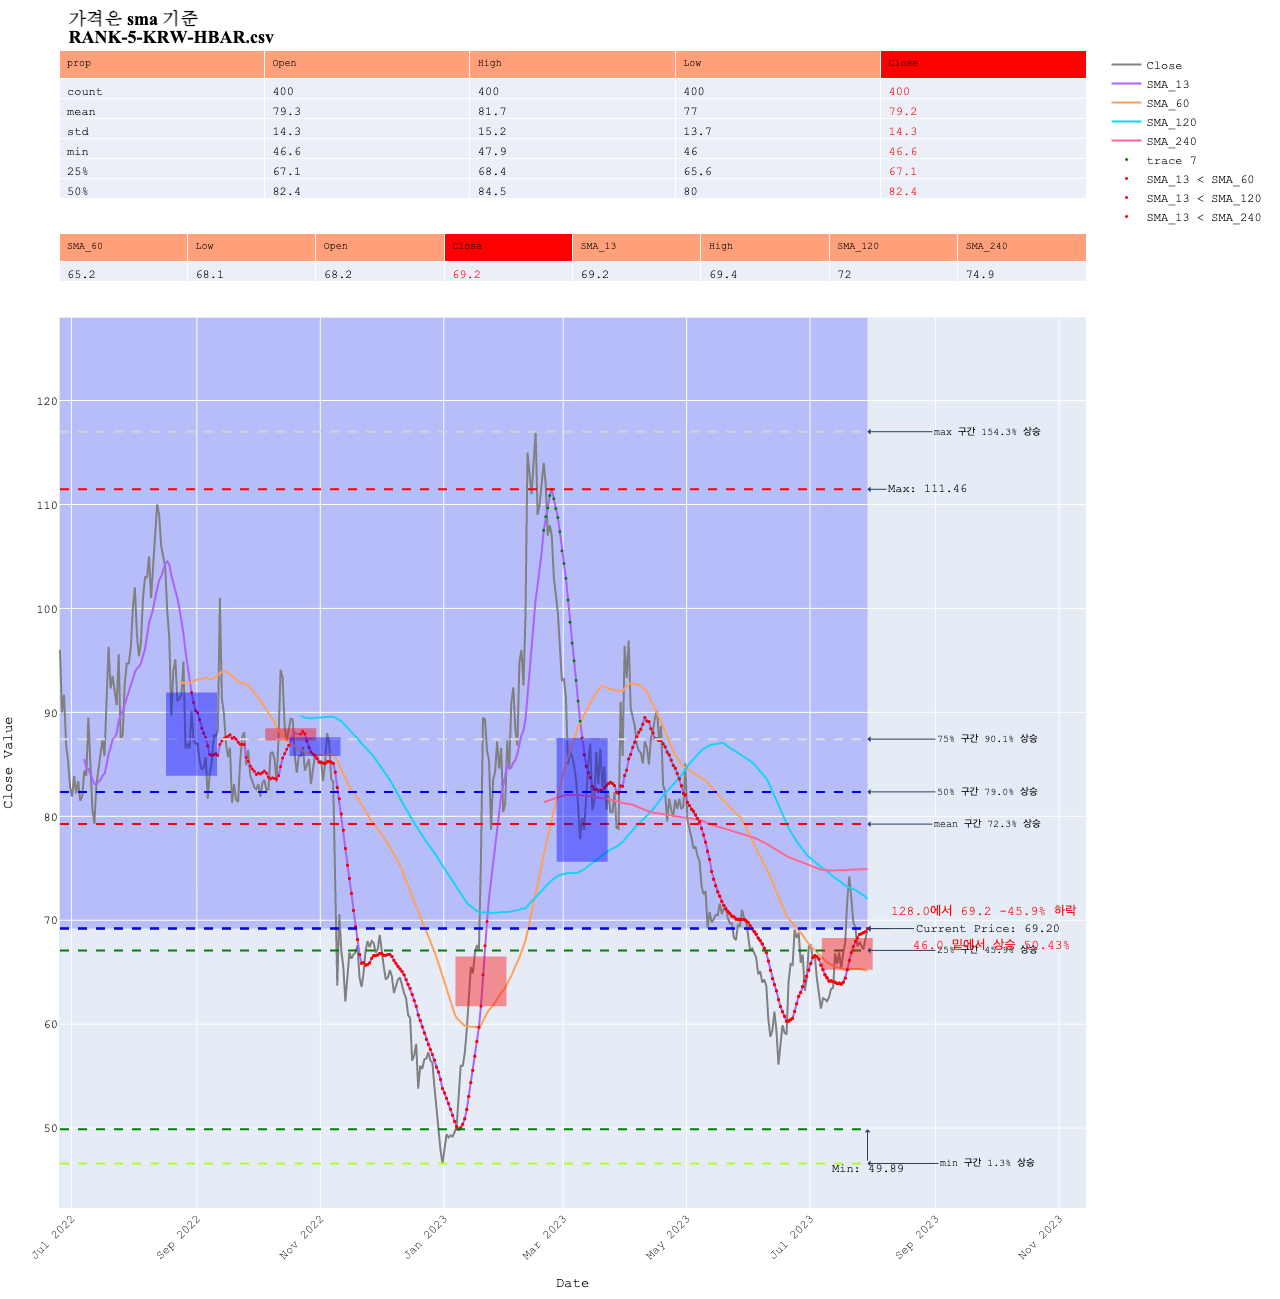 가격은 sma 기준
RANK-5-KRW-HBAR.csv
prop Open High Low Close
count 400 400 400 400
mean 79.3 81.7 77 79.2
std 14.3 15.2 13.7 14.3
min 46.6 47.9 46 46.6
25% 67.1 68.4 65.6 67.1
50% 82.4 84.5 80 82.4
Close
SMA_13
SMA_60
SMA_120
SMA_240
trace 7
SMA_13 < SMA_60
SMA_13 < SMA_120
SMA_13 < SMA_240
SMA_60 Low Open Close SMA_13 High SMA_120 SMA_240
65.2 68.1 68.2 69.2 69.2 69.4 72 74.9
120
110
100
90
80
70
60
50
Close Value
max 구간 154.3% 상승
Max: 111.46
75% 구간 90.1% 상승
50% 구간 79.0% 상승
mean 구간 72.3% 상승
128.0에서 69.2 -45.9% 하락
Current Price: 69.20
46.0 밑에서 상승 50.43%
25% 구간 45.9% 상승
min 구간 1.3% 상승
Min: 49.89
Jul 2022
Sep 2022
Nov 2022
Jan 2023
Mar 2023
May 2023
Jul 2023
Sep 2023
Nov 2023
Date